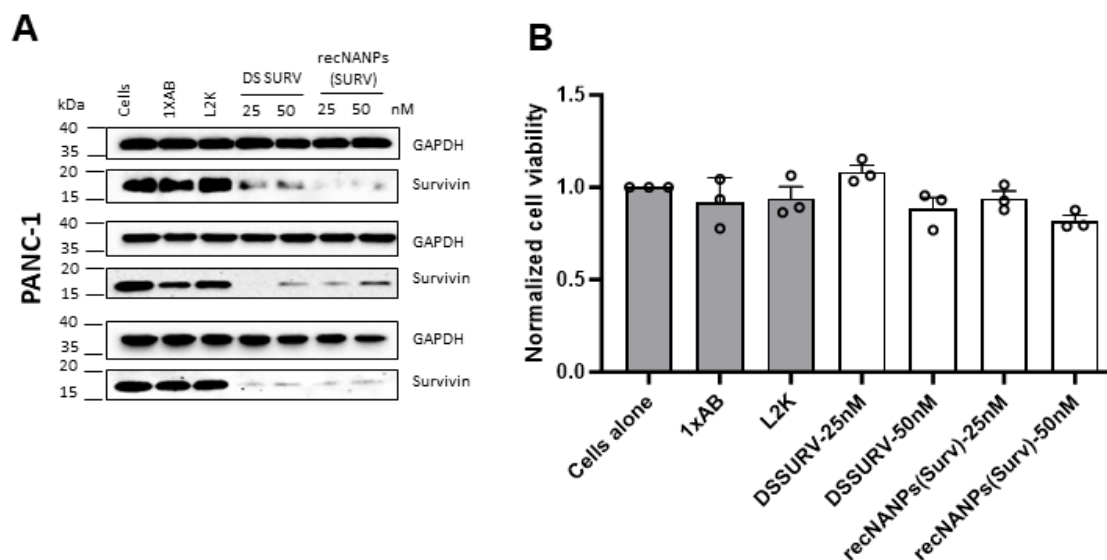 A
PANC-1
kDa
Cells
1XAB
L2K
DS SURV
25 50
recNANPs
(SURV)
25 50 nM
40
35
GAPDH
20
15
Survivin
40
35
GAPDH
20
15
Survivin
40
35
GAPDH
20
15
Survivin
B
Normalized cell viability
1.5
1.0
0.5
0.0
Cells alone
1xAB
L2K
DSSURV-25nM
DSSURV-50nM
recNANPs(Surv)-25nM
recNANPs(Surv)-50nM